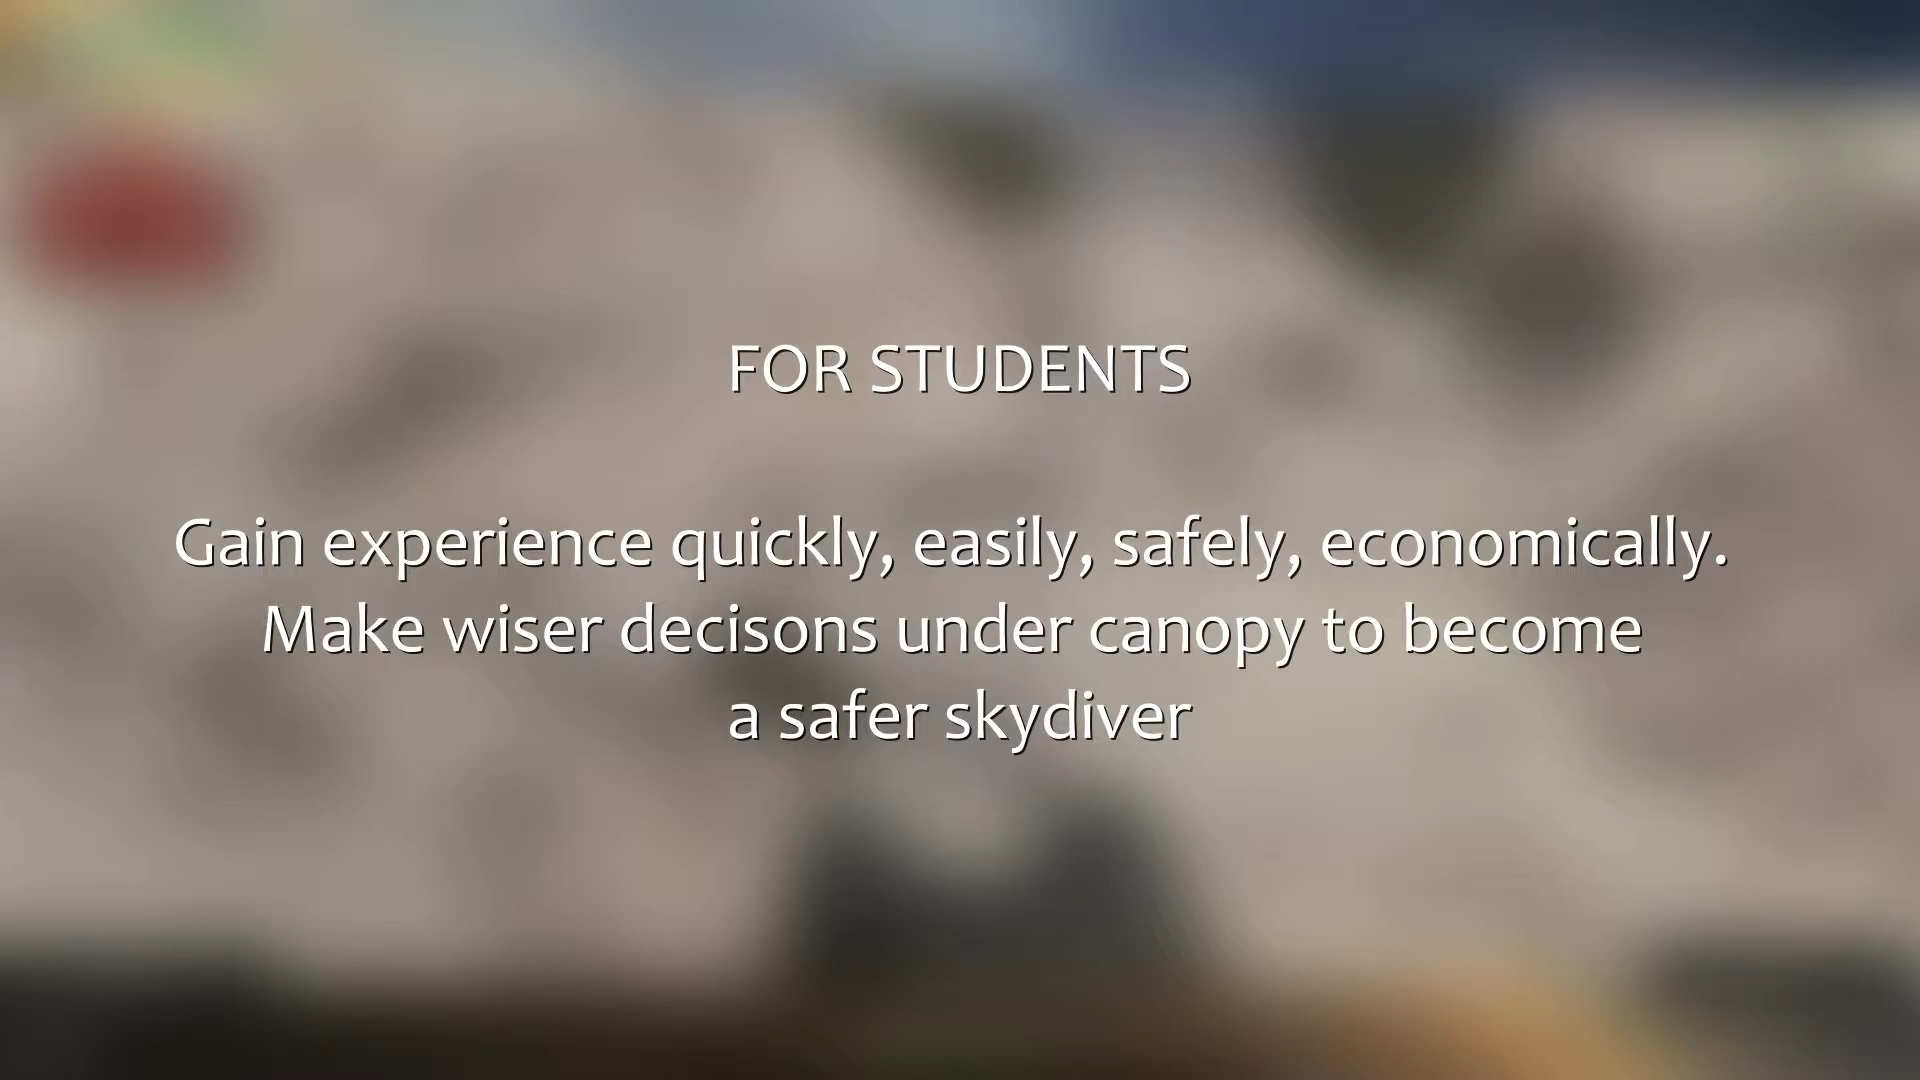 FOR STUDENTS
Gain experience quickly, easily, safely, economically.
Make wiser decisons under canopy to become
a safer skydiver